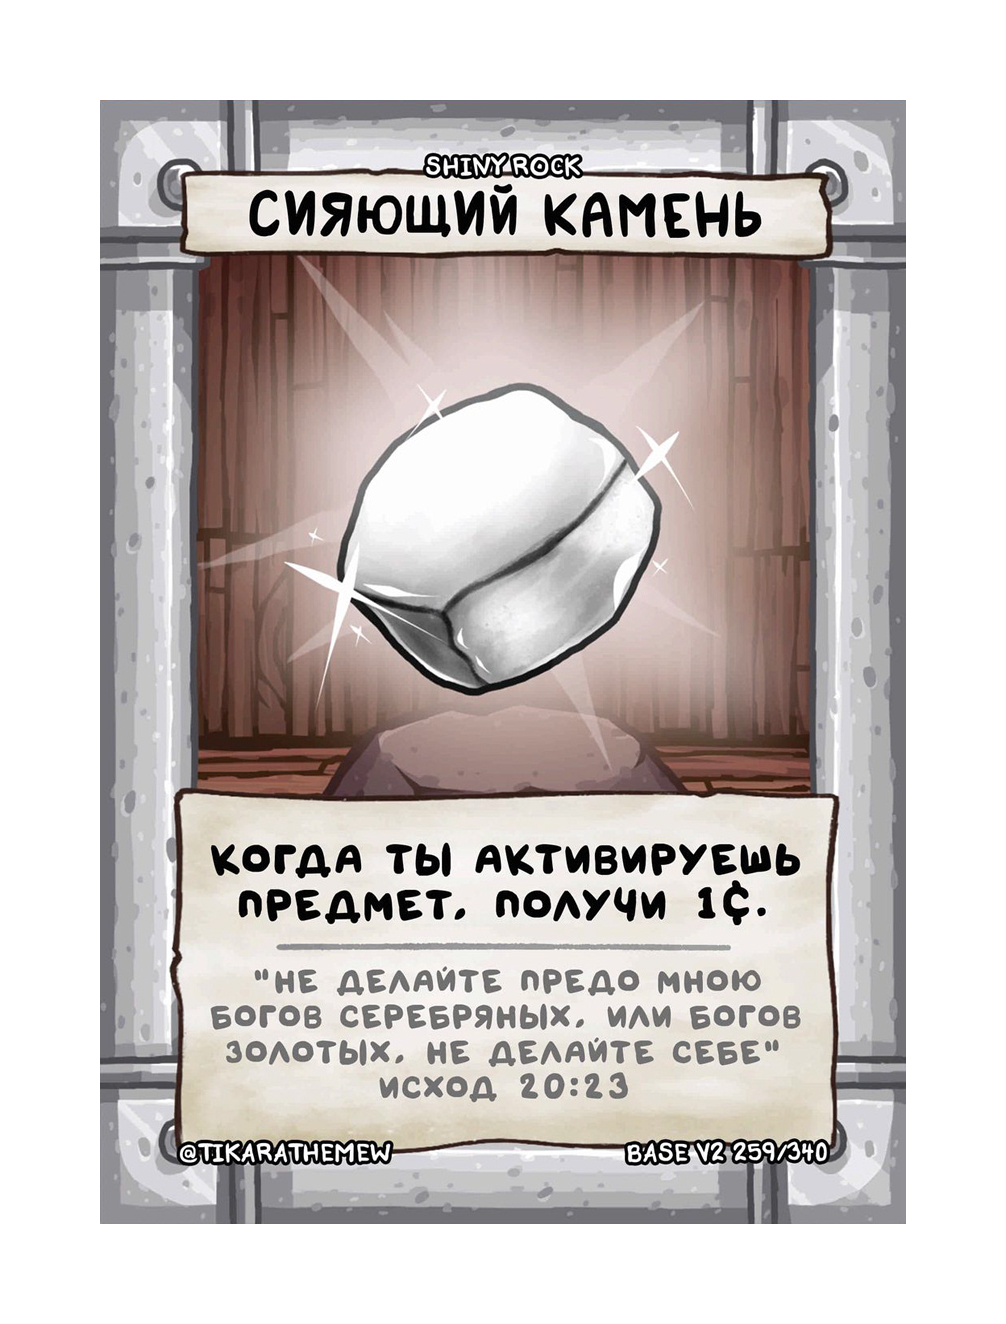 SHINY ROCK
СИЯЮЩИЙ КАМЕНЬ
КОГДА ТЫ АКТИВИРУЕШЬ
ПРЕДМЕТ, ПОЛУЧИ 1¢.
"НЕ ДЕЛАЙТЕ ПРЕДО МНОЮ
БОГОВ СЕРЕБРЯНЫХ, ИЛИ БОГОВ
ЗОЛОТЫХ, НЕ ДЕЛАЙТЕ СЕБЕ"
ИСХОД 20:23
@TIKARATHEMEW
BASE V2 259/340